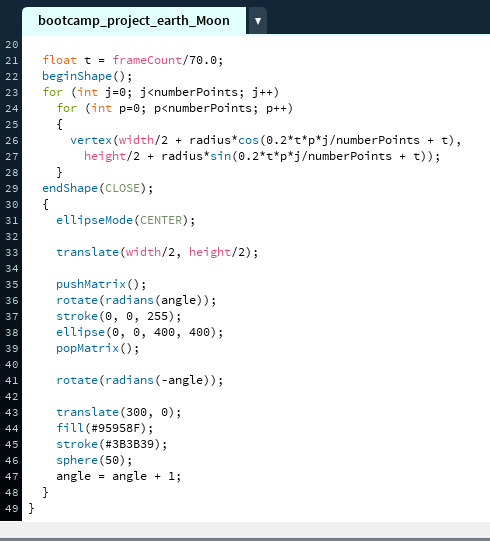 bootcamp_project_earth_Moon ▼
20
21 float t = frameCount/70.0;
22 beginShape();
23 for (int j=0; j<numberPoints; j++)
24 for (int p=0; p<numberPoints; p++)
25 {
26 vertex(width/2 + radius*cos(0.2*t*p*j/numberPoints + t),
27 height/2 + radius*sin(0.2*t*p*j/numberPoints + t));
28 }
29 endShape(CLOSE);
30 {
31 ellipseMode(CENTER);
32
33 translate(width/2, height/2);
34
35 pushMatrix();
36 rotate(radians(angle));
37 stroke(0, 0, 255);
38 ellipse(0, 0, 400, 400);
39 popMatrix();
40
41 rotate(radians(-angle));
42
43 translate(300, 0);
44 fill(#95958F);
45 stroke(#3B3B39);
46 sphere(50);
47 angle = angle + 1;
48 }
49 }